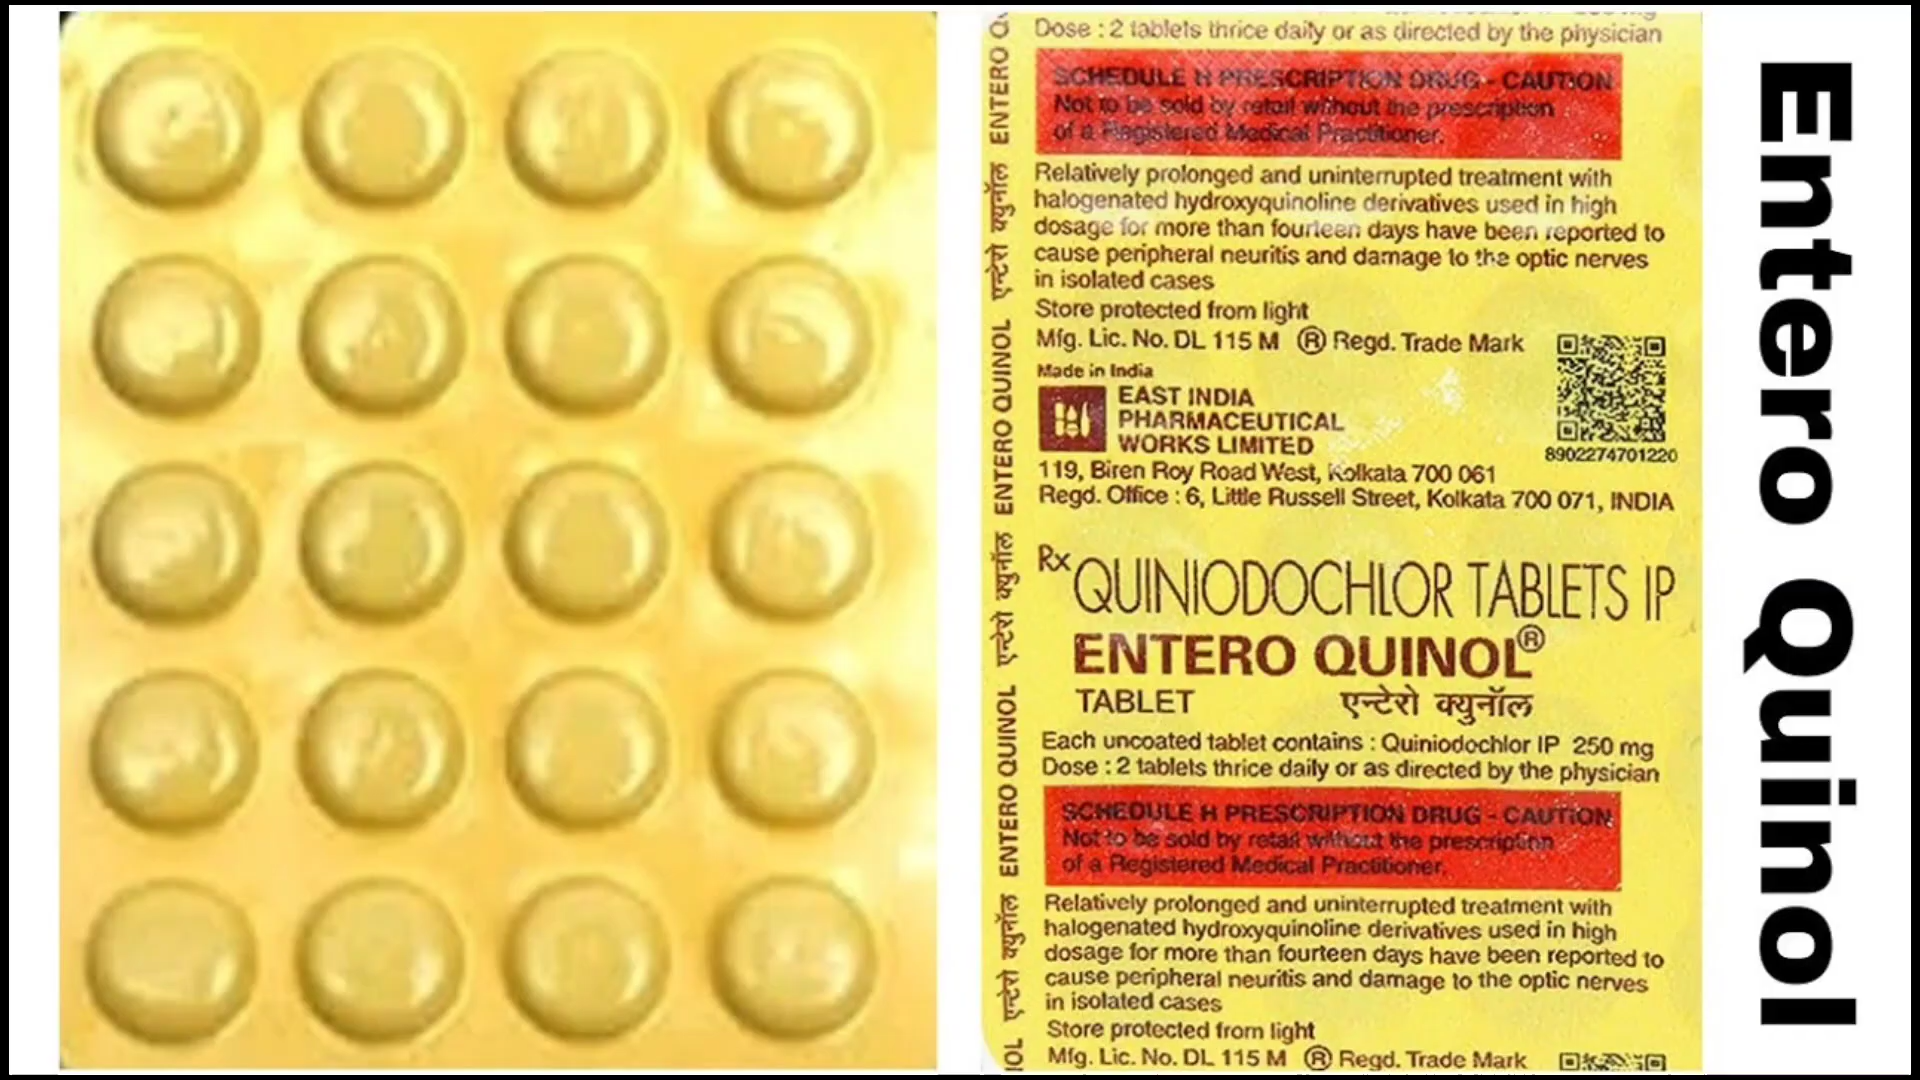 Dose : 2 tablets thrice daily or as directed by the physician
SCHEDULE H PRESCRIPTION DRUG - CAUTION
Not to be sold by retail without the prescription
of a Registered Medical Practitioner.
Relatively prolonged and uninterrupted treatment with
halogenated hydroxyquinoline derivatives used in high
dosage for more than fourteen days have been reported to
cause peripheral neuritis and damage to the optic nerves
in isolated cases
Store protected from light
Mfg. Lic. No. DL 115 M ® Regd. Trade Mark
Made in India
EAST INDIA
PHARMACEUTICAL
WORKS LIMITED
8902274701220
119, Biren Roy Road West, Kolkata 700 061
Regd. Office : 6, Little Russell Street, Kolkata 700 071, INDIA
Rx QUINIODOCHLOR TABLETS IP
ENTERO QUINOL®
TABLET एन्टेरो क्युनॉल
Each uncoated tablet contains : Quiniodochlor IP 250 mg
Dose : 2 tablets thrice daily or as directed by the physician
SCHEDULE H PRESCRIPTION DRUG - CAUTION
Not to be sold by retail without the prescription
of a Registered Medical Practitioner.
Relatively prolonged and uninterrupted treatment with
halogenated hydroxyquinoline derivatives used in high
dosage for more than fourteen days have been reported to
cause peripheral neuritis and damage to the optic nerves
in isolated cases
Store protected from light
Mfg. Lic. No. DL 115 M ® Regd. Trade Mark
एन्टेरो क्युनॉल ENTERO QUINOL एन्टेरो क्युनॉल ENTERO QUINOL एन्टेरो क्युनॉल ENTERO
Entero Quinol